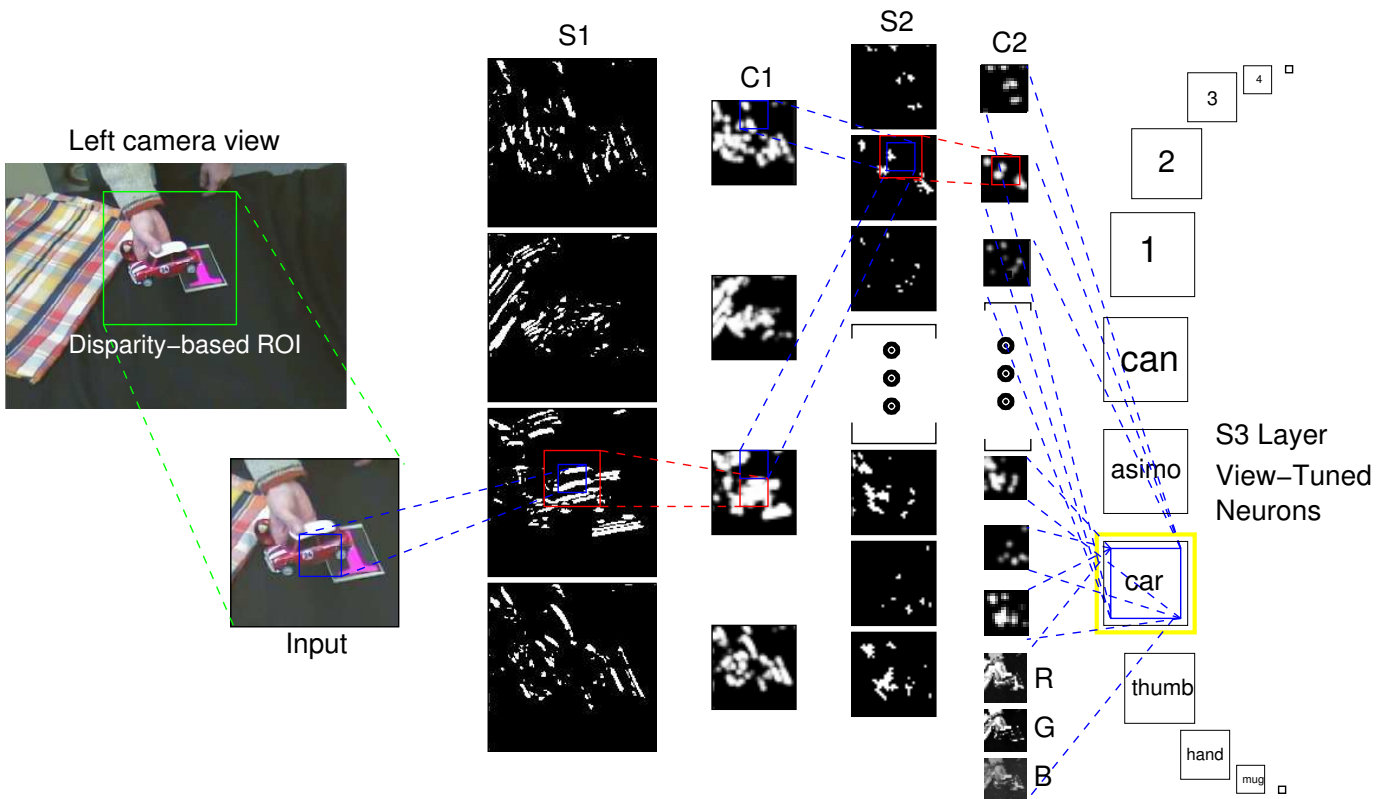 S1
C1
S2
C2
4
3
2
1
Left camera view
Disparity−based ROI
Input
can
asimo
car
thumb
hand
mug
S3 Layer
View−Tuned
Neurons
R
G
B